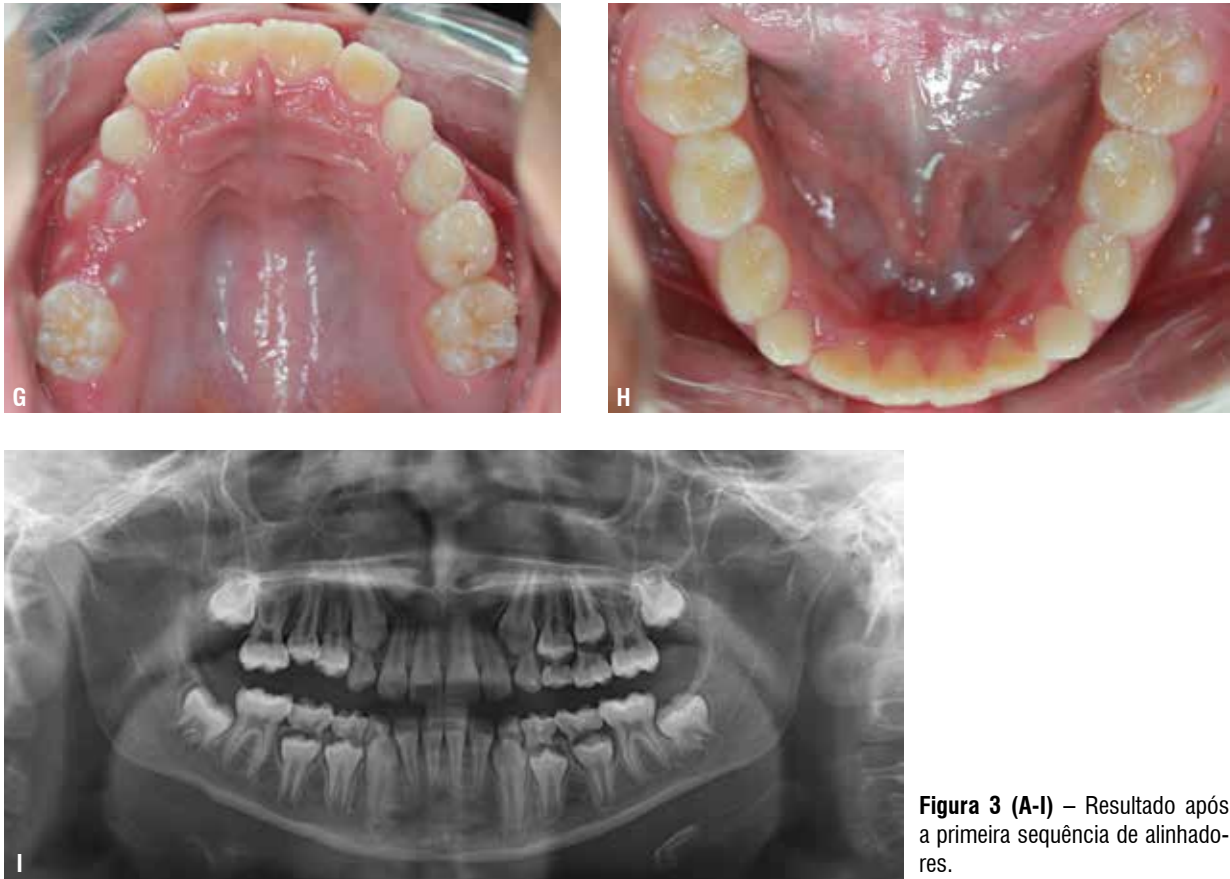 G
H
I
Figura 3 (A-I) – Resultado após
a primeira sequência de alinhado-
res.